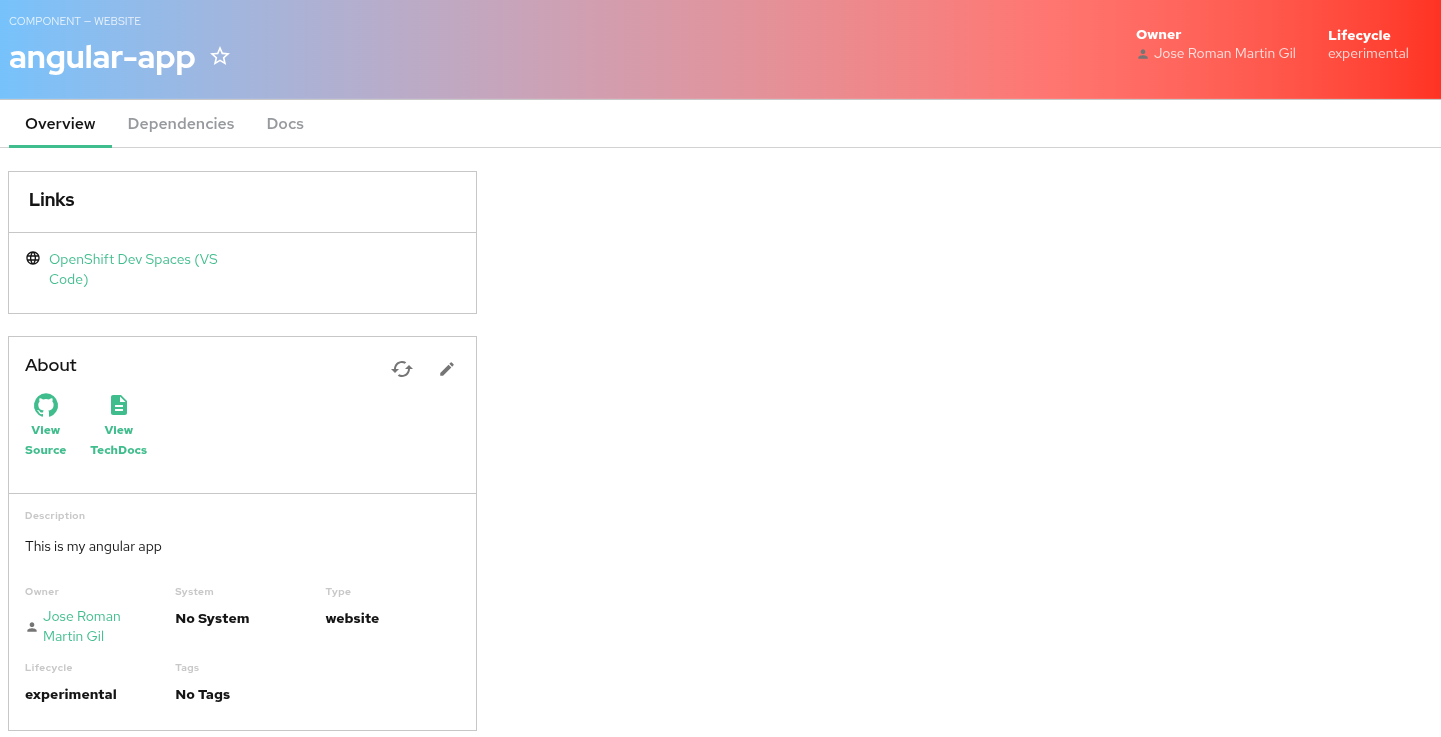 COMPONENT — WEBSITE
angular-app
Owner
Jose Roman Martin Gil
Lifecycle
experimental
Overview
Dependencies
Docs
Links
OpenShift Dev Spaces (VS
Code)
About
View
Source
View
TechDocs
Description
This is my angular app
Owner
Jose Roman
Martin Gil
System
No System
Type
website
Lifecycle
experimental
Tags
No Tags